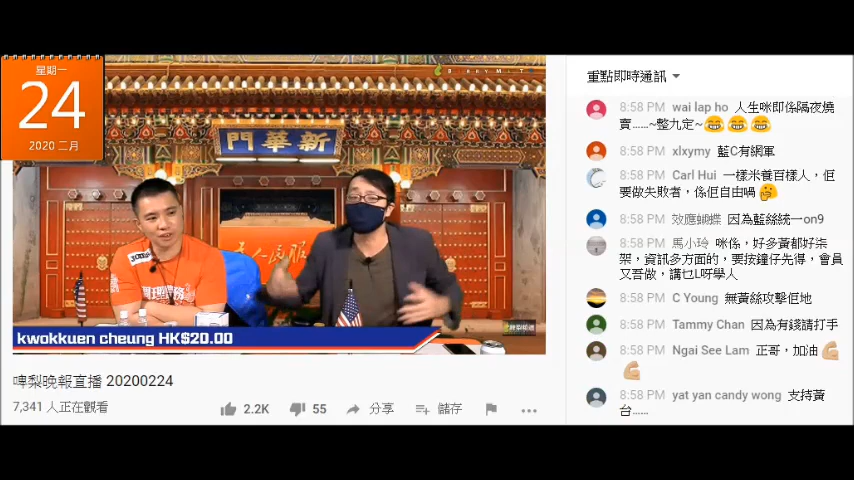 星期一
24
2020 二月
新華門
kwokkuen cheung HK$20.00
啤梨晚報直播 20200224
7,341 人正在觀看
2.2K
55
分享
儲存
重點即時通訊
8:58 PM wai lap ho 人生咪即係隔夜燒
賣......~整九定~😂😂😂
8:58 PM xlxymy 藍C有網軍
8:58 PM Carl Hui 一樣米養百樣人，佢
要做失敗者，係佢自由喎🤔
8:58 PM 效應蝴蝶 因為藍絲統一on9
8:58 PM 馬小玲 咪係，好多黃都好柒
架，資訊多方面的，要按鐘仔先得，會員
又吾做，講乜L呀學人
8:58 PM C Young 無黃絲攻擊佢地
8:58 PM Tammy Chan 因為有錢請打手
8:58 PM Ngai See Lam 正哥，加油💪🏼
💪🏼
8:58 PM yat yan candy wong 支持黃
台......